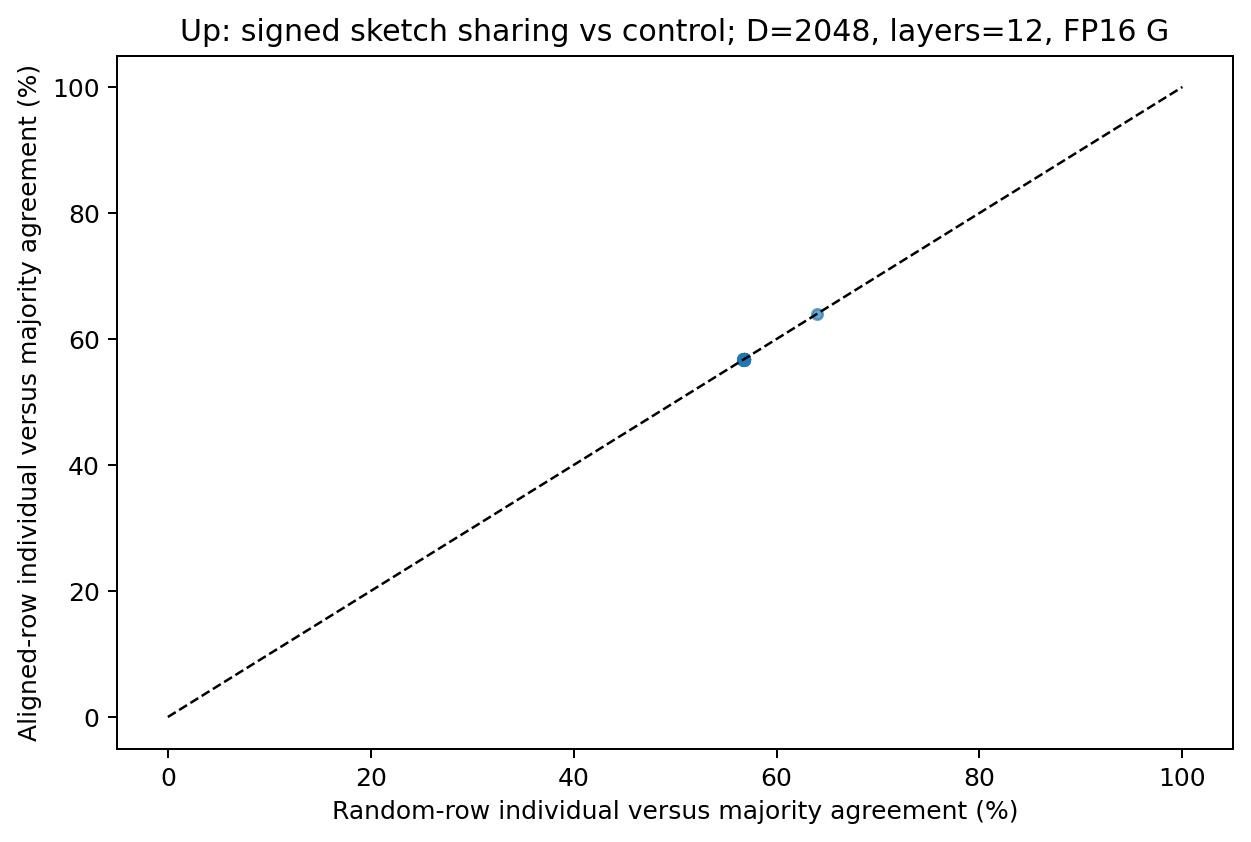 Up: signed sketch sharing vs control; D=2048, layers=12, FP16 G
Aligned-row individual versus majority agreement (%)
100
80
60
40
20
0
0 20 40 60 80 100
Random-row individual versus majority agreement (%)